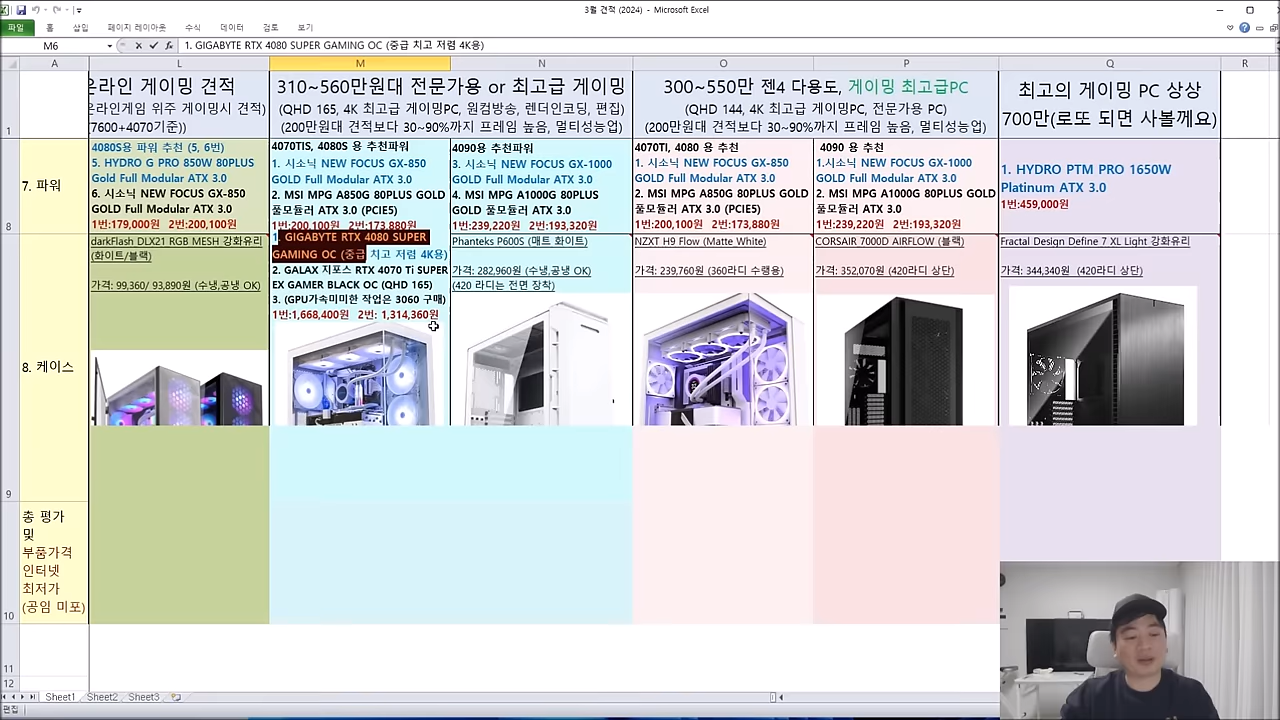 3월 견적 (2024) - Microsoft Excel
파일 홈 삽입 페이지 레이아웃 수식 데이터 검토 보기
M6 1. GIGABYTE RTX 4080 SUPER GAMING OC (중급 치고 저렴 4K용)
A L M N O P Q R
1
온라인 게이밍 견적
온라인게임 위주 게이밍시 견적)
(7600+4070기준))
310~560만원대 전문가용 or 최고급 게이밍
(QHD 165, 4K 최고급 게이밍PC, 원컴방송, 렌더인코딩, 편집)
(200만원대 견적보다 30~90%까지 프레임 높음, 멀티성능업)
300~550만 젠4 다용도, 게이밍 최고급PC
(QHD 144, 4K 최고급 게이밍PC, 전문가용 PC)
(200만원대 견적보다 30~90%까지 프레임 높음, 멀티성능업)
최고의 게이밍 PC 상상
700만(로또 되면 사볼께요)
8
7. 파워
4080S용 파워 추천 (5, 6번)
5. HYDRO G PRO 850W 80PLUS
Gold Full Modular ATX 3.0
6. 시소닉 NEW FOCUS GX-850
GOLD Full Modular ATX 3.0
1번:179,000원 2번:200,100원
4070TIS, 4080S 용 추천파워
1. 시소닉 NEW FOCUS GX-850
GOLD Full Modular ATX 3.0
2. MSI MPG A850G 80PLUS GOLD
풀모듈러 ATX 3.0 (PCIE5)
1번:200,100원 2번:173,880원
4090용 추천파워
3. 시소닉 NEW FOCUS GX-1000
GOLD Full Modular ATX 3.0
4. MSI MPG A1000G 80PLUS
GOLD 풀모듈러 ATX 3.0
1번:239,220원 2번:193,320원
4070TI, 4080 용 추천
1. 시소닉 NEW FOCUS GX-850
GOLD Full Modular ATX 3.0
2. MSI MPG A850G 80PLUS GOLD
풀모듈러 ATX 3.0 (PCIE5)
1번:200,100원 2번:173,880원
4090 용 추천
1.시소닉 NEW FOCUS GX-1000
GOLD Full Modular ATX 3.0
2. MSI MPG A1000G 80PLUS GOLD
풀모듈러 ATX 3.0
1번:239,220원 2번:193,320원
1. HYDRO PTM PRO 1650W
Platinum ATX 3.0
1번:459,000원
9
8. 케이스
darkFlash DLX21 RGB MESH 강화유리
(화이트/블랙)
가격: 99,360/ 93,890원 (수냉,공냉 OK)
1. GIGABYTE RTX 4080 SUPER
GAMING OC (중급 치고 저렴 4K용)
2. GALAX 지포스 RTX 4070 Ti SUPER
EX GAMER BLACK OC (QHD 165)
3. (GPU가속미미한 작업은 3060 구매)
1번:1,668,400원 2번: 1,314,360원
Phanteks P600S (매트 화이트)
가격: 282,960원 (수냉,공냉 OK)
(420 라디는 전면 장착)
NZXT H9 Flow (Matte White)
가격: 239,760원 (360라디 수랭용)
CORSAIR 7000D AIRFLOW (블랙)
가격: 352,070원 (420라디 상단)
Fractal Design Define 7 XL Light 강화유리
가격: 344,340원 (420라디 상단)
10
총 평가
및
부품가격
인터넷
최저가
(공임 미포)
11
12
Sheet1 Sheet2 Sheet3
편집